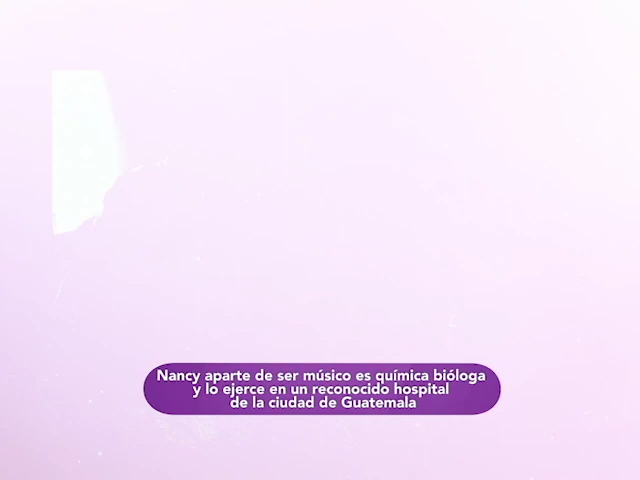 Nancy aparte de ser músico es química bióloga
y lo ejerce en un reconocido hospital
de la ciudad de Guatemala